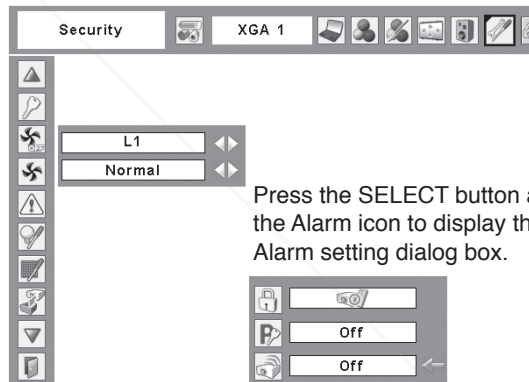 Security
XGA 1
OFF
L1
Normal
Press the SELECT button
the Alarm icon to display
Alarm setting dialog box.
P
Off
Off